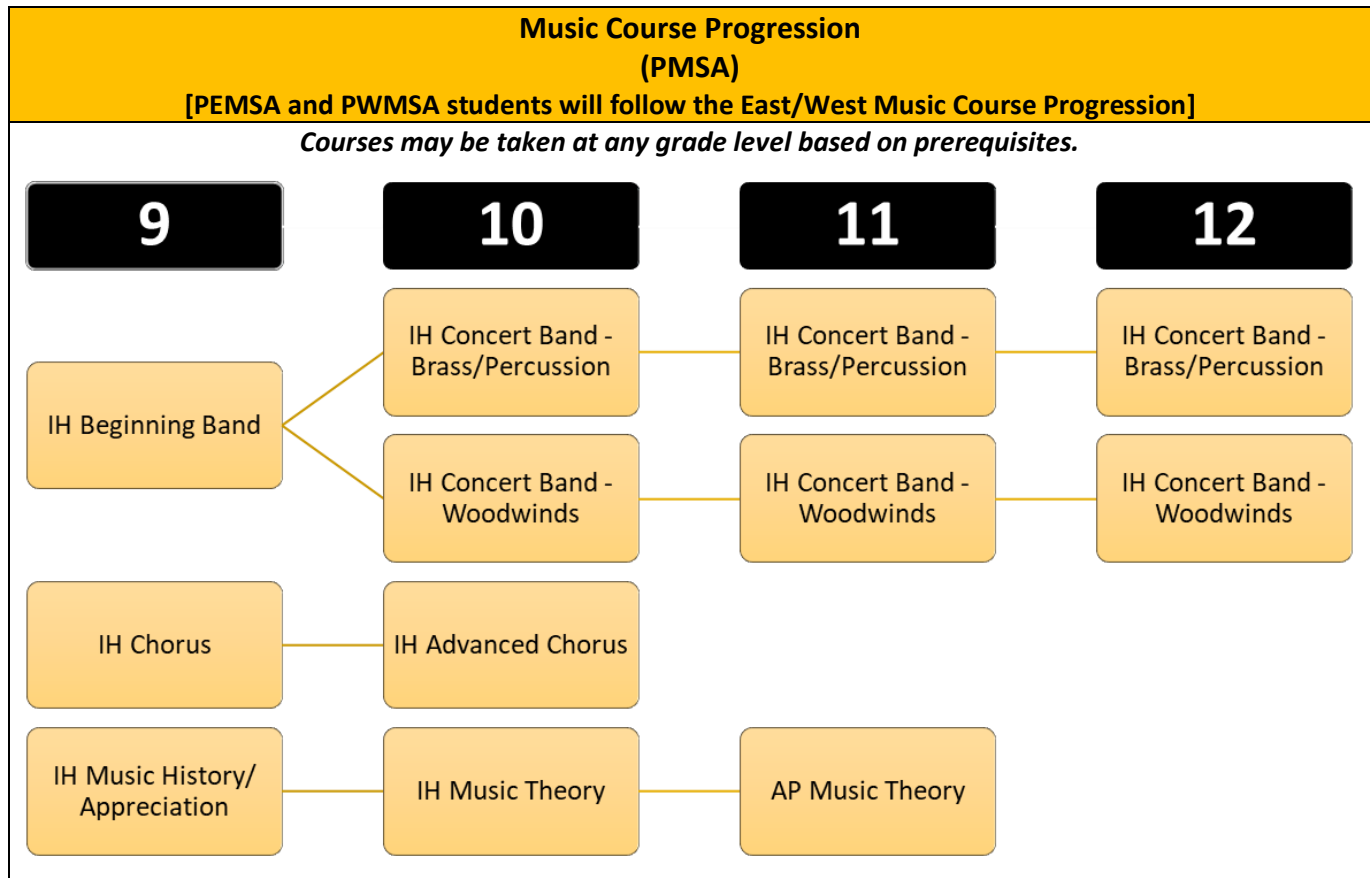 Music Course Progression
(PMSA)
[PEMSA and PWMSA students will follow the East/West Music Course Progression]
Courses may be taken at any grade level based on prerequisites.
9
10
11
12
IH Beginning Band
IH Concert Band -
Brass/Percussion
IH Concert Band -
Brass/Percussion
IH Concert Band -
Brass/Percussion
IH Concert Band -
Woodwinds
IH Concert Band -
Woodwinds
IH Concert Band -
Woodwinds
IH Chorus
IH Advanced Chorus
IH Music History/
Appreciation
IH Music Theory
AP Music Theory